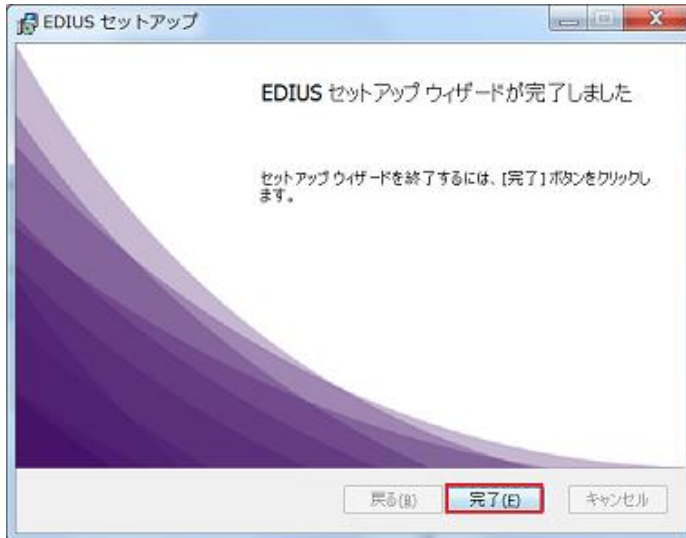 EDIUS セットアップ
EDIUS セットアップ ウィザードが完了しました
セットアップ ウィザードを終了するには、[完了] ボタンをクリックし
ます。
戻る(B) 完了(E) キャンセル